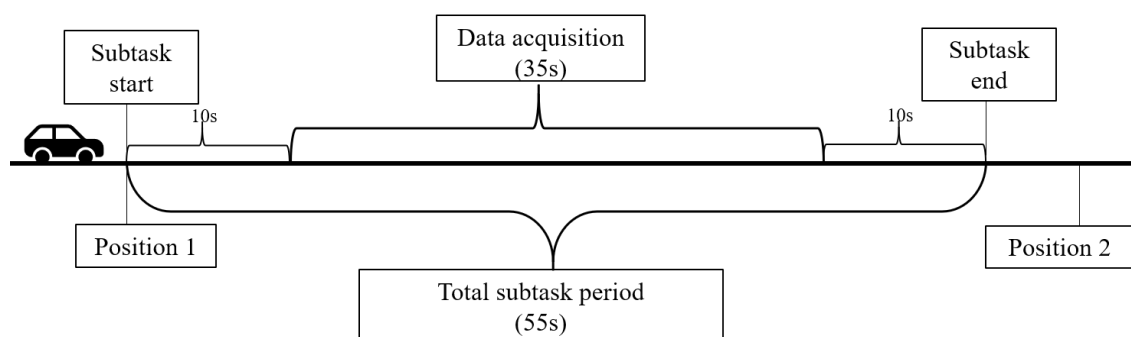 Subtask
start
Data acquisition
(35s)
Subtask
end
10s
10s
Position 1
Position 2
Total subtask period
(55s)